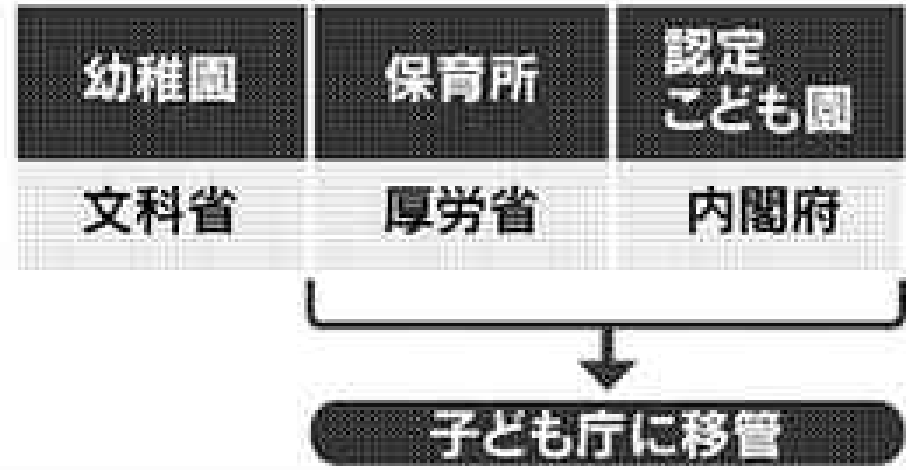 幼稚園
保育所
認定
こども園
文科省
厚労省
内閣府
子ども庁に移管